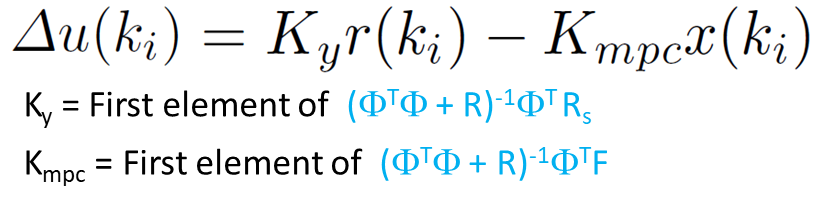 Δu(kᵢ) = K_y r(kᵢ) − K_mpc x(kᵢ)
K_y = First element of (ΦᵀΦ + R)⁻¹ΦᵀR_s
K_mpc = First element of (ΦᵀΦ + R)⁻¹ΦᵀF